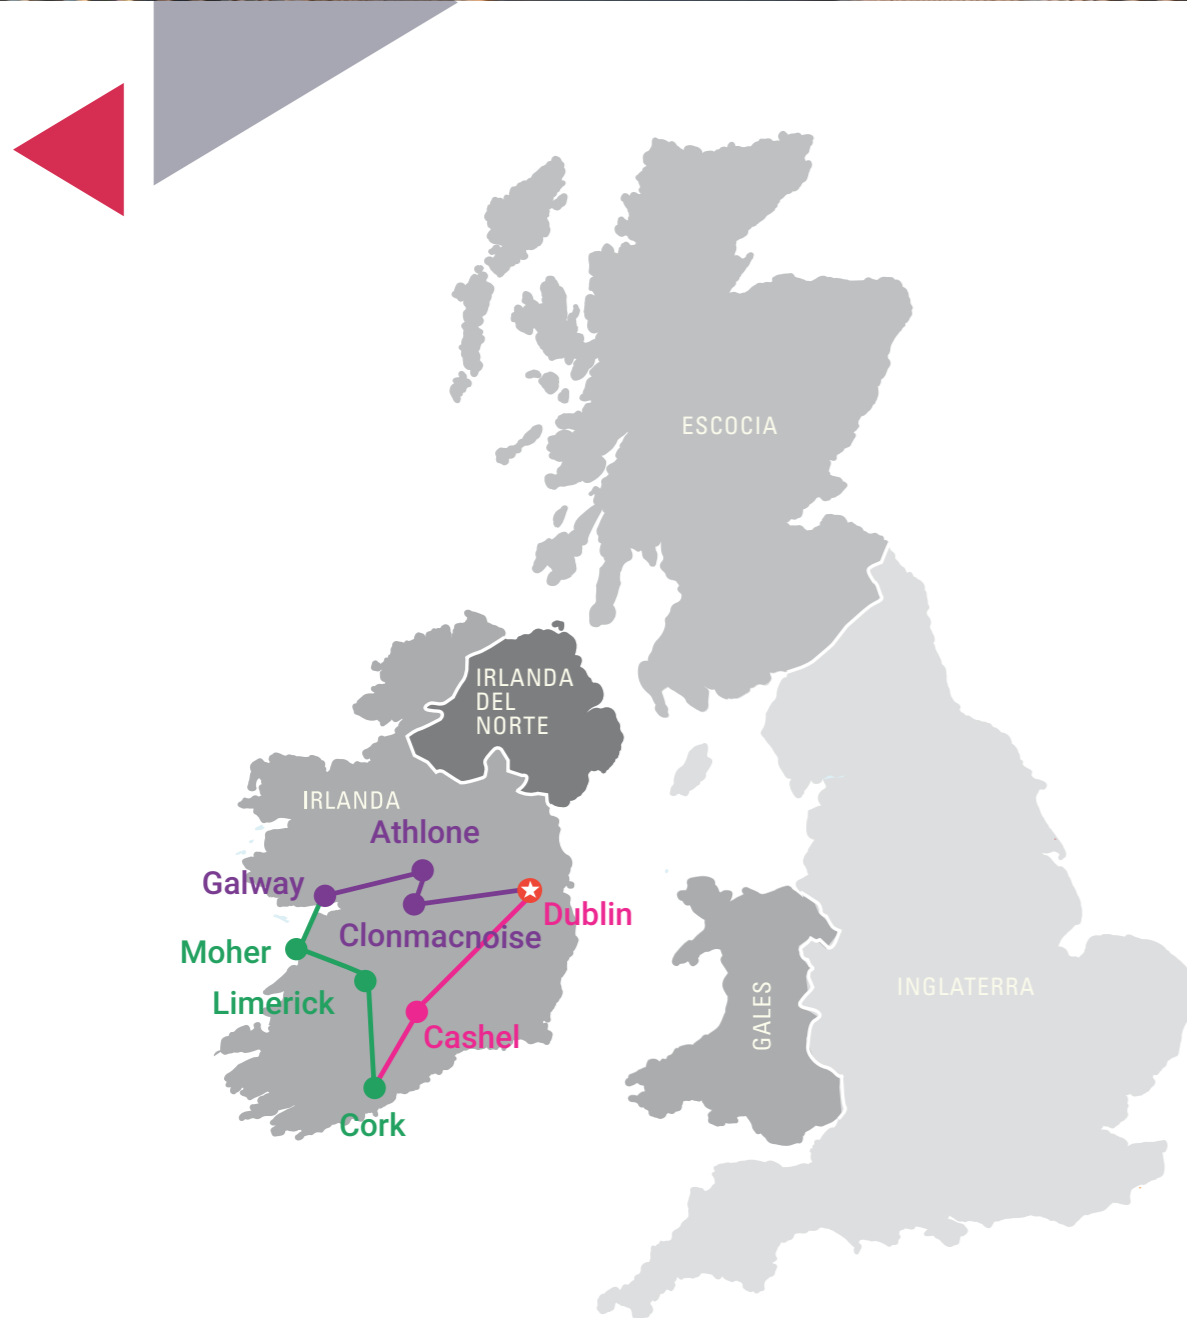 ESCOCIA
IRLANDA
DEL
NORTE
IRLANDA
Athlone
Galway
Dublin
Clonmacnoise
Moher
Limerick
Cashel
Cork
GALES
INGLATERRA